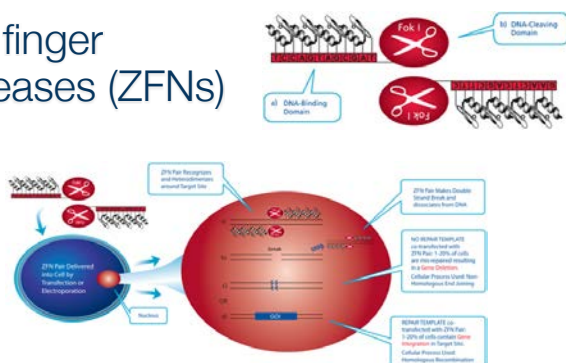 finger
eases (ZFNs)
Fok I
b) DNA-Cleaving
Domain
a) DNA-Binding
Domain
Fok I
ZFN Pair Recognizes
and Heterodimerizes
around Target Site
ZFN Pair Makes Double
Strand Break and
dissociates from DNA
break
ZFN Pair Delivered
into Cell by
Transfection or
Electroporation
Nucleus
NO REPAIR TEMPLATE
co-transfected with
ZFN Pair: 1-20% of cells
are mis-repaired resulting
in a Gene Deletion.
Cellular Process Used: Non-
Homologous End Joining
OR
GOI
REPAIR TEMPLATE co-
transfected with ZFN Pair:
1-20% of cells contain Gene
Integration in Target Site.
Cellular Process Used:
Homologous Recombination